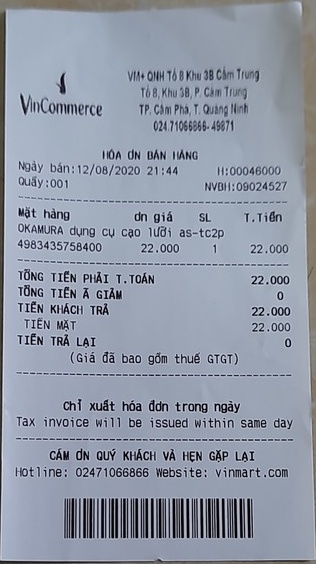 VinCommerce
VM+ QNH Tổ 8 Khu 3B Cẩm Trung
Tổ 8, Khu 3B, P. Cẩm Trung
TP. Cẩm Phả, T. Quảng Ninh
024.71066866- 49871
HÓA ƠN BÁN HÀNG
Ngày bán:12/08/2020 21:44 H:00046000
Quầy:001 NVBH:09024527
Mặt hàng ơn giá SL T.Tiền
OKAMURA dụng cụ cạo lưỡi as-tc2p
4983435758400 22.000 1 22.000
TỔNG TIỀN PHẢI T.TOÁN 22.000
TỔNG TIỀN Ã GIẢM 0
TIỀN KHÁCH TRẢ 22.000
TIỀN MẶT 22.000
TIỀN TRẢ LẠI 0
(Giá đã bao gồm thuế GTGT)
Chỉ xuất hóa đơn trong ngày
Tax invoice will be issued within same day
CÁM ƠN QUÝ KHÁCH VÀ HẸN GẶP LẠI
Hotline: 02471066866 Website: vinmart.com